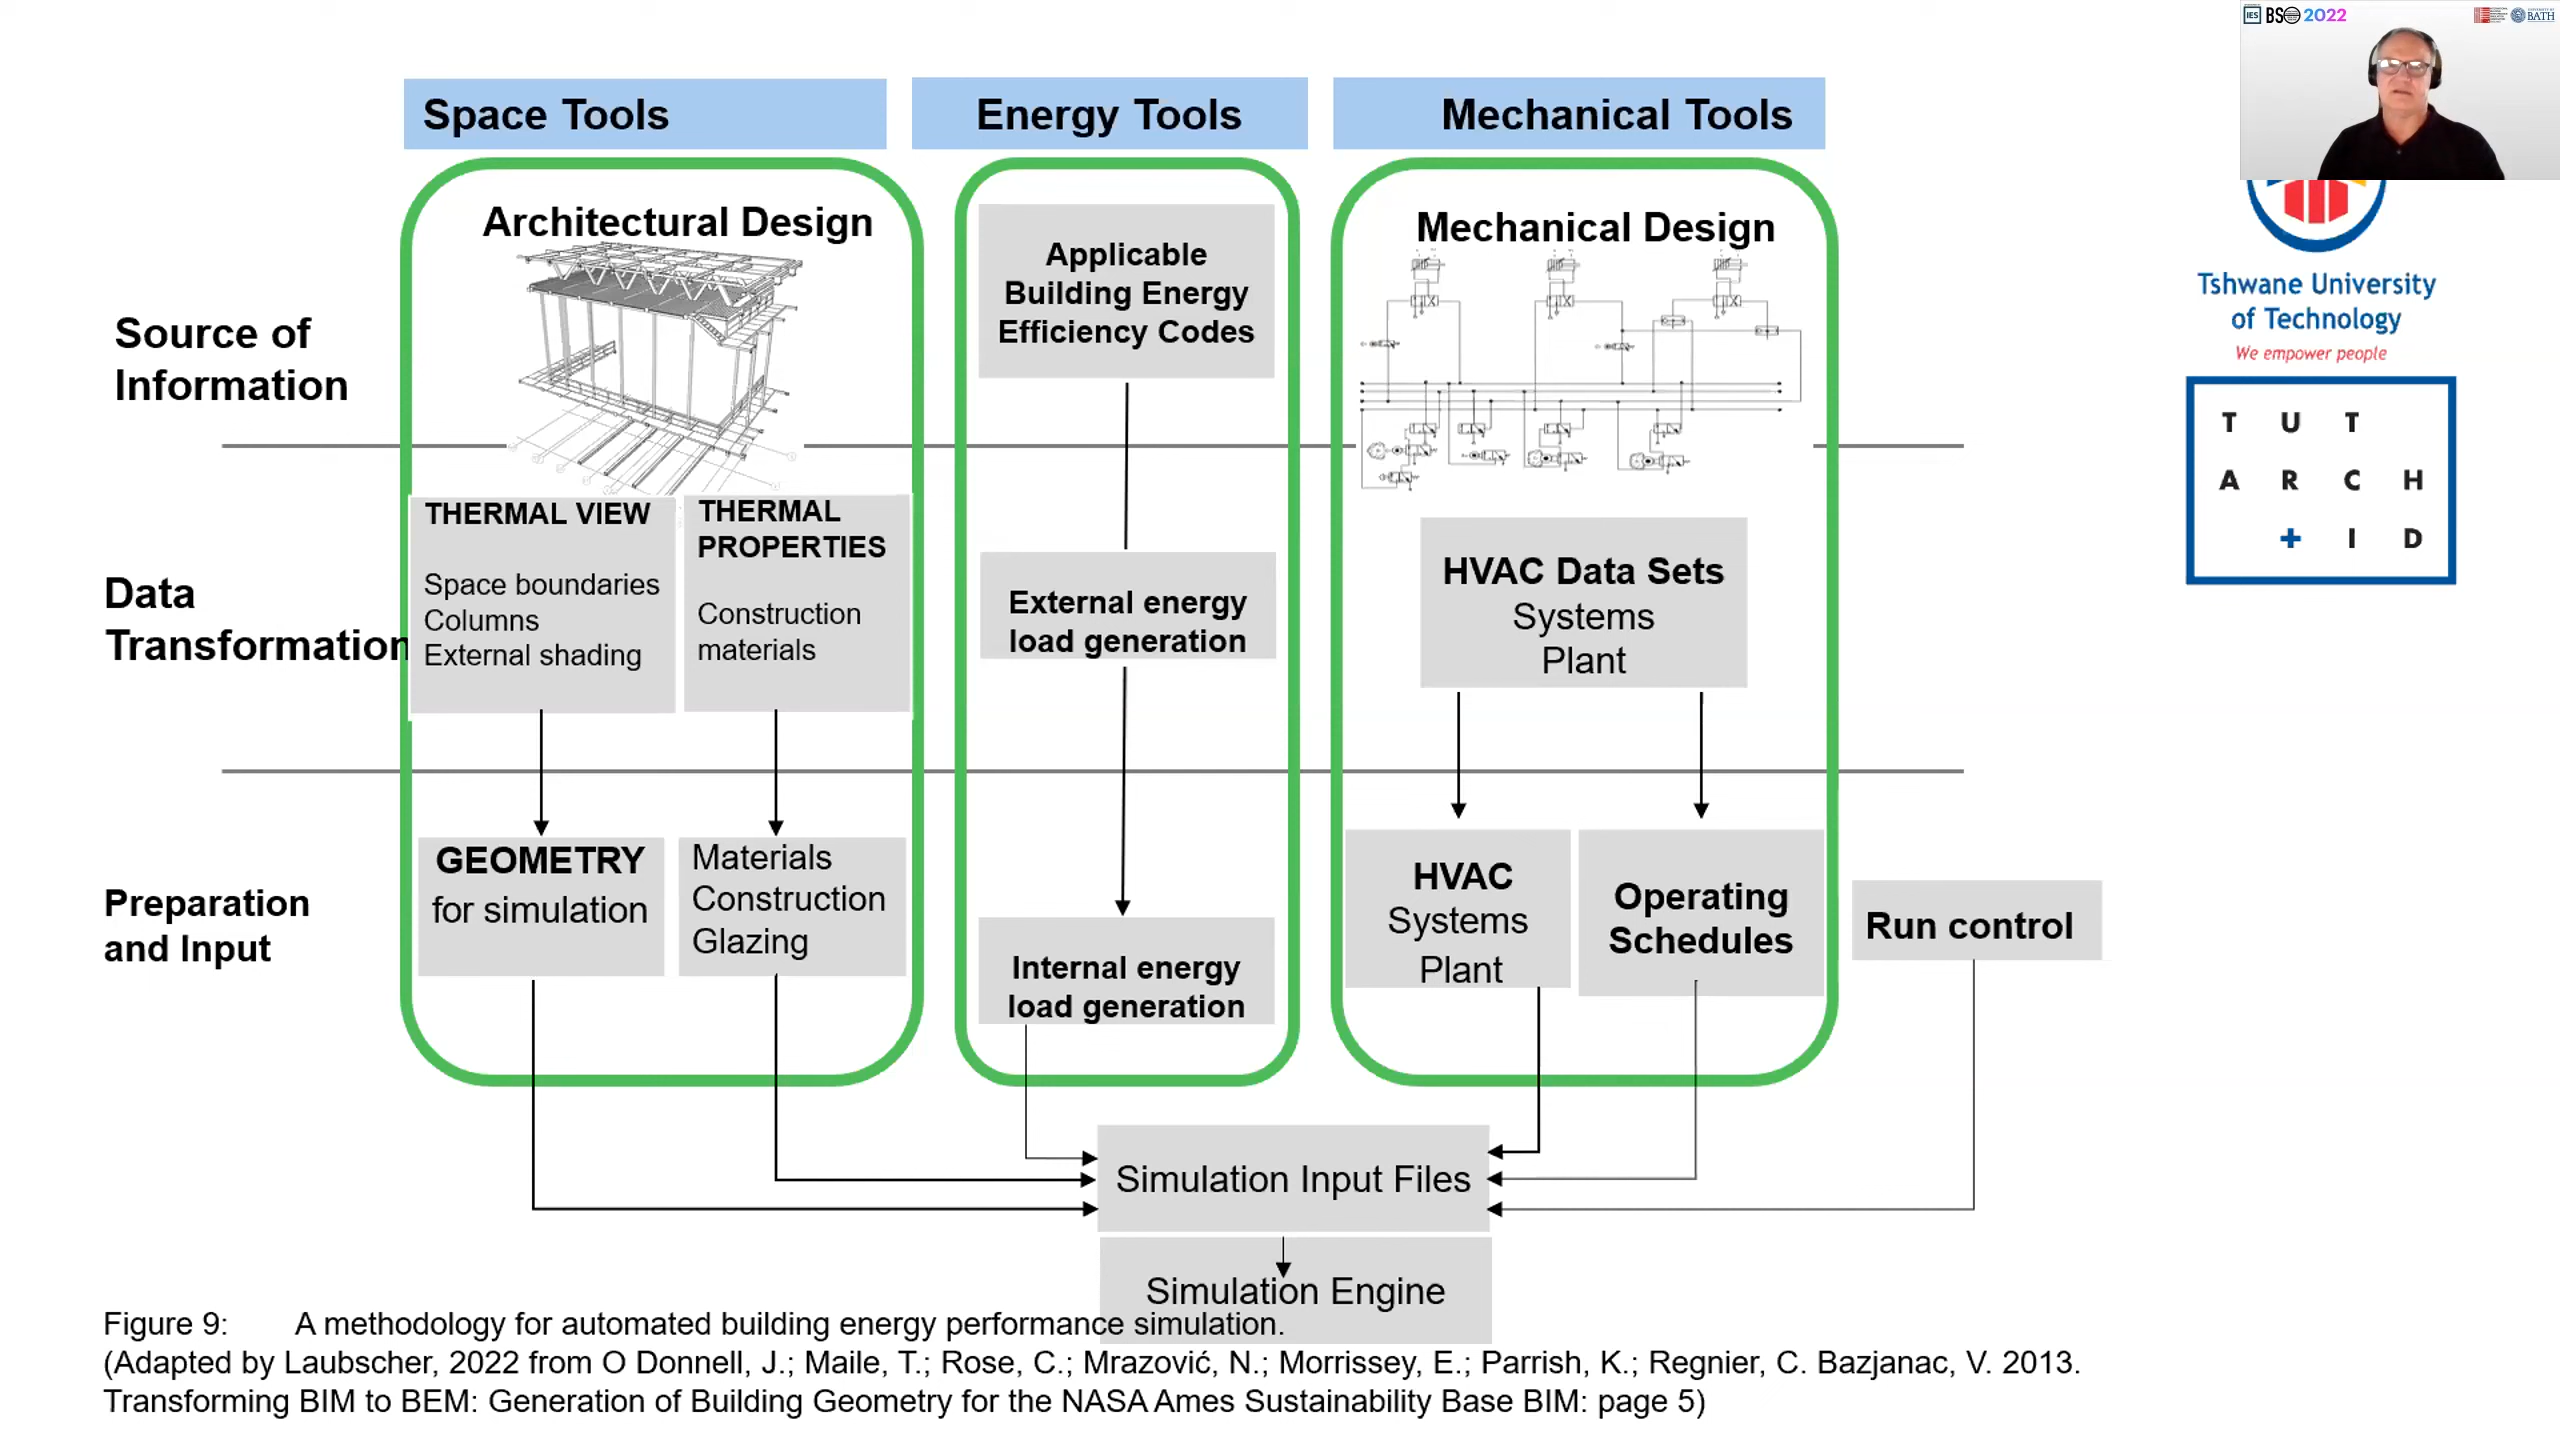 IES BSO 2022
BATH
Space Tools
Energy Tools
Mechanical Tools
Architectural Design
Applicable
Building Energy
Efficiency Codes
Mechanical Design
Source of
Information
Tshwane University
of Technology
We empower people
T U T
A R C H
+ I D
Data
Transformation
THERMAL VIEW
Space boundaries
Columns
External shading
THERMAL
PROPERTIES
Construction
materials
External energy
load generation
HVAC Data Sets
Systems
Plant
Preparation
and Input
GEOMETRY
for simulation
Materials
Construction
Glazing
Internal energy
load generation
HVAC
Systems
Plant
Operating
Schedules
Run control
Simulation Input Files
Simulation Engine
Figure 9: A methodology for automated building energy performance simulation.
(Adapted by Laubscher, 2022 from O Donnell, J.; Maile, T.; Rose, C.; Mrazović, N.; Morrissey, E.; Parrish, K.; Regnier, C. Bazjanac, V. 2013.
Transforming BIM to BEM: Generation of Building Geometry for the NASA Ames Sustainability Base BIM: page 5)